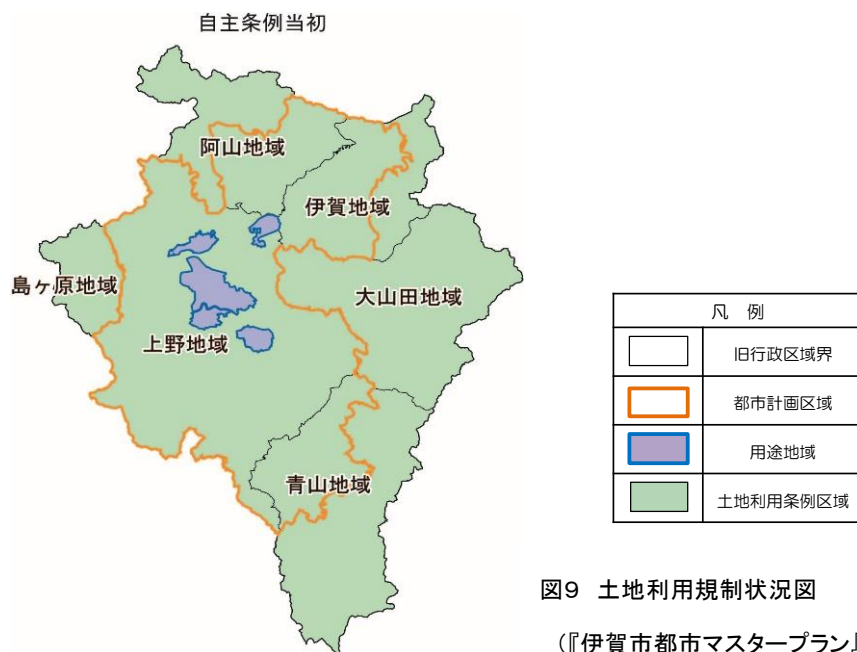 自主条例当初
阿山地域
伊賀地域
島ヶ原地域
大山田地域
上野地域
青山地域
凡 例
旧行政区域界
都市計画区域
用途地域
土地利用条例区域
図9 土地利用規制状況図
(『伊賀市都市マスタープラン』